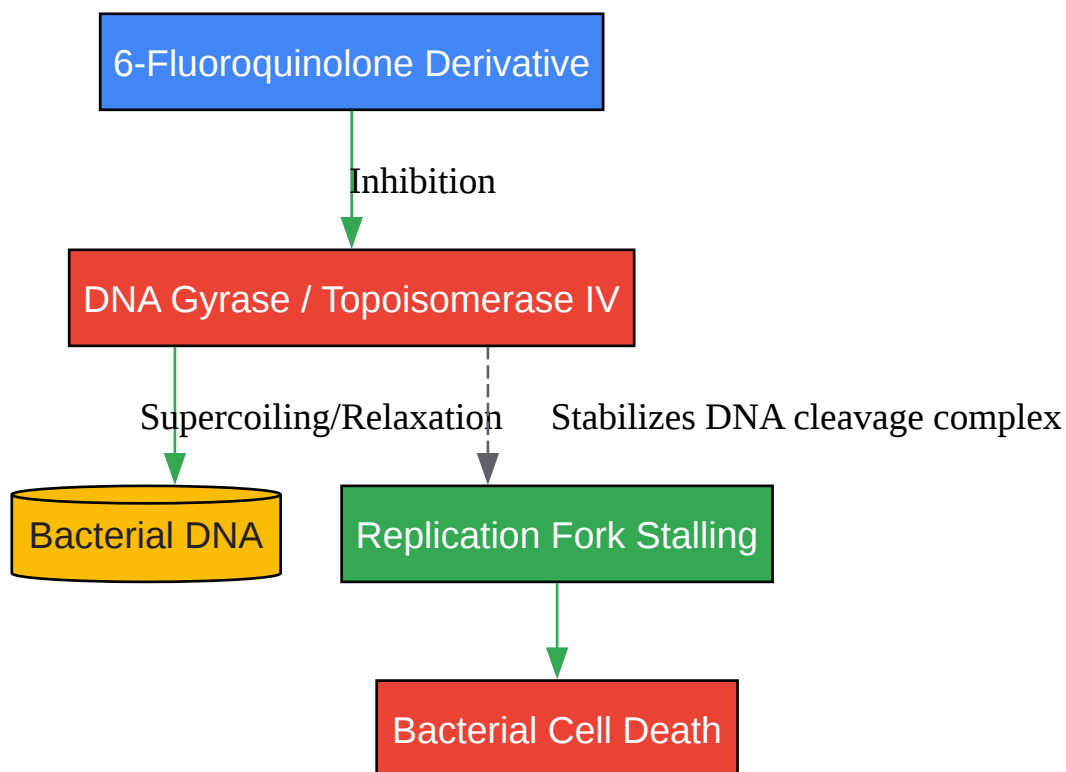 6-Fluoroquinolone Derivative
Inhibition
DNA Gyrase / Topoisomerase IV
Supercoiling/Relaxation
Stabilizes DNA cleavage complex
Bacterial DNA
Replication Fork Stalling
Bacterial Cell Death